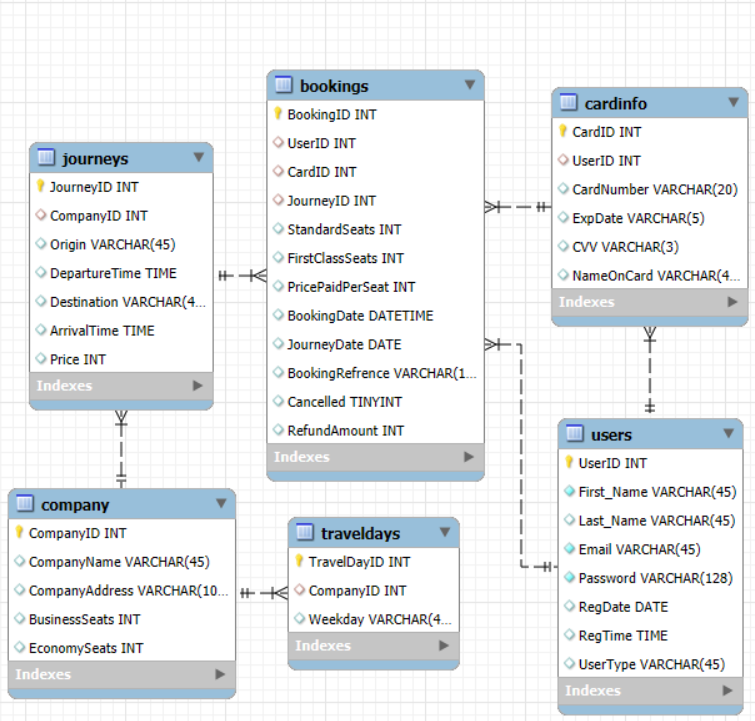 bookings
BookingID INT
UserID INT
CardID INT
JourneyID INT
StandardSeats INT
FirstClassSeats INT
PricePaidPerSeat INT
BookingDate DATETIME
JourneyDate DATE
BookingRefrence VARCHAR(1...
Cancelled TINYINT
RefundAmount INT
Indexes
cardinfo
CardID INT
UserID INT
CardNumber VARCHAR(20)
ExpDate VARCHAR(5)
CVV VARCHAR(3)
NameOnCard VARCHAR(4...
Indexes
journeys
JourneyID INT
CompanyID INT
Origin VARCHAR(45)
DepartureTime TIME
Destination VARCHAR(4...
ArrivalTime TIME
Price INT
Indexes
users
UserID INT
First_Name VARCHAR(45)
Last_Name VARCHAR(45)
Email VARCHAR(45)
Password VARCHAR(128)
RegDate DATE
RegTime TIME
UserType VARCHAR(45)
Indexes
company
CompanyID INT
CompanyName VARCHAR(45)
CompanyAddress VARCHAR(10...
BusinessSeats INT
EconomySeats INT
Indexes
traveldays
TravelDayID INT
CompanyID INT
Weekday VARCHAR(4...
Indexes